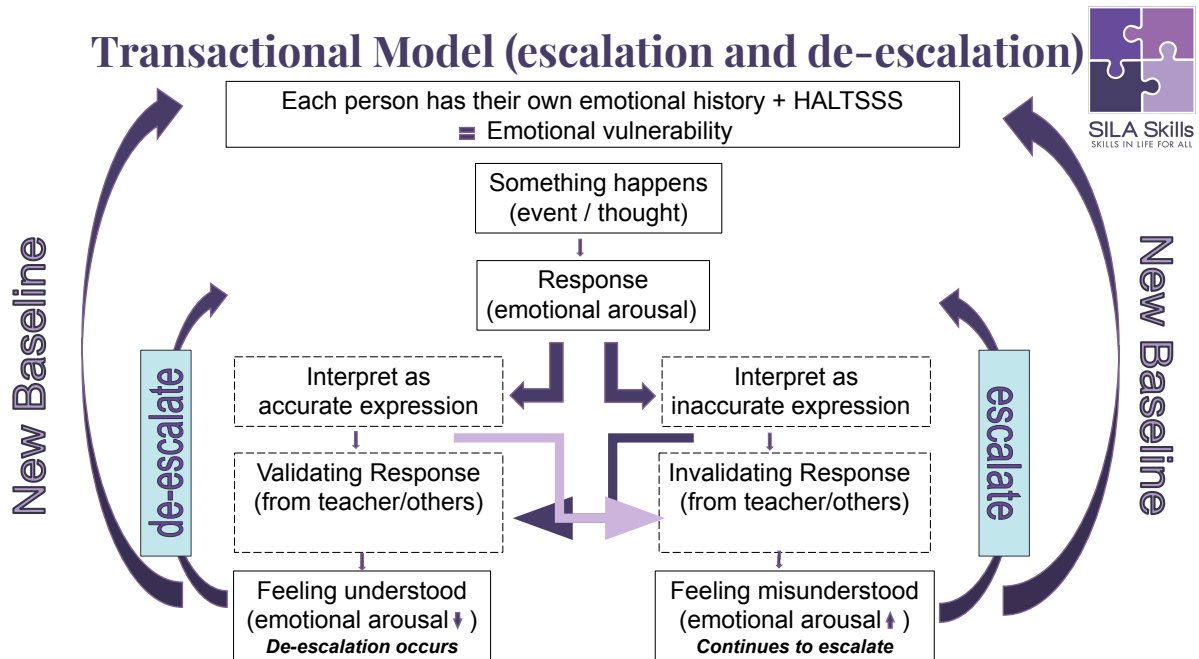 Transactional Model (escalation and de-escalation)
SILA Skills
SKILLS IN LIFE FOR ALL
Each person has their own emotional history + HALTSSS
= Emotional vulnerability
Something happens
(event / thought)
Response
(emotional arousal)
New Baseline
de-escalate
Interpret as
accurate expression
Interpret as
inaccurate expression
escalate
New Baseline
Validating Response
(from teacher/others)
Invalidating Response
(from teacher/others)
Feeling understood
(emotional arousal⬇)
De-escalation occurs
Feeling misunderstood
(emotional arousal⬆)
Continues to escalate